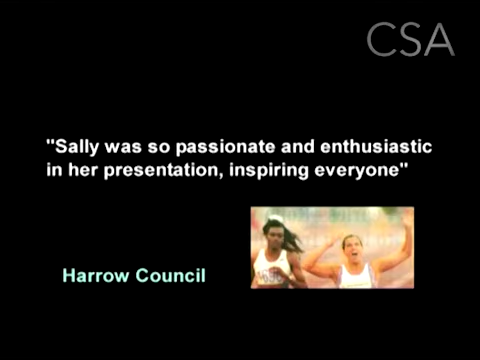 CSA
"Sally was so passionate and enthusiastic
in her presentation, inspiring everyone"
Harrow Council